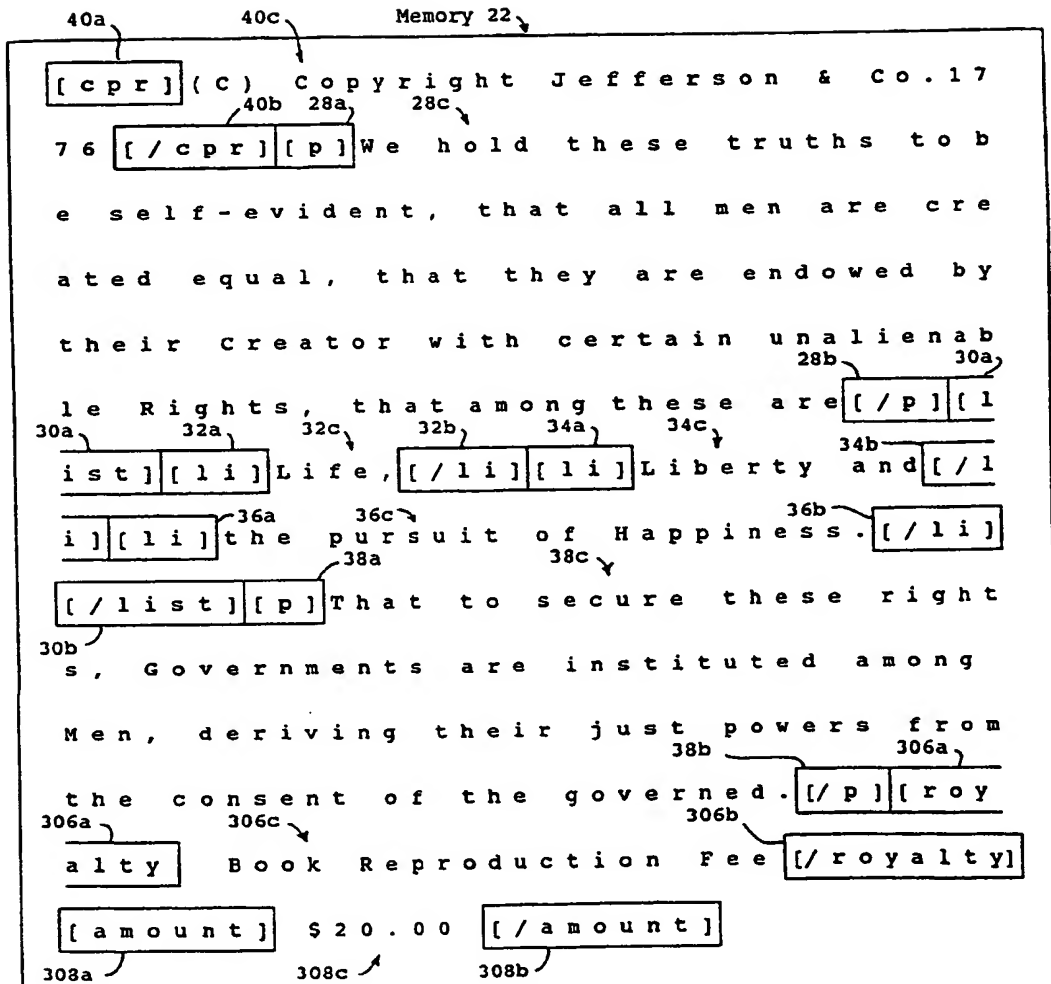 40a 40c Memory 22
[cpr](C) Copyright Jefferson & Co.17
40b 28a 28c
76 [/cpr][p]We hold these truths to b
e self-evident, that all men are cre
ated equal, that they are endowed by
their Creator with certain unalienab
28b 30a
le Rights, that among these are[/p][l
30a 32a 32c 32b 34a 34c 34b
ist][li]Life,[/li][li]Liberty and[/l
36a 36c 36b
i][li]the pursuit of Happiness.[/li]
38a 38c
[/list][p]That to secure these right
30b
s, Governments are instituted among
Men, deriving their just powers from
38b 306a
the consent of the governed.[/p][roy
306a 306c 306b
alty Book Reproduction Fee[/royalty]
[amount] $20.00 [/amount]
308a 308c 308b